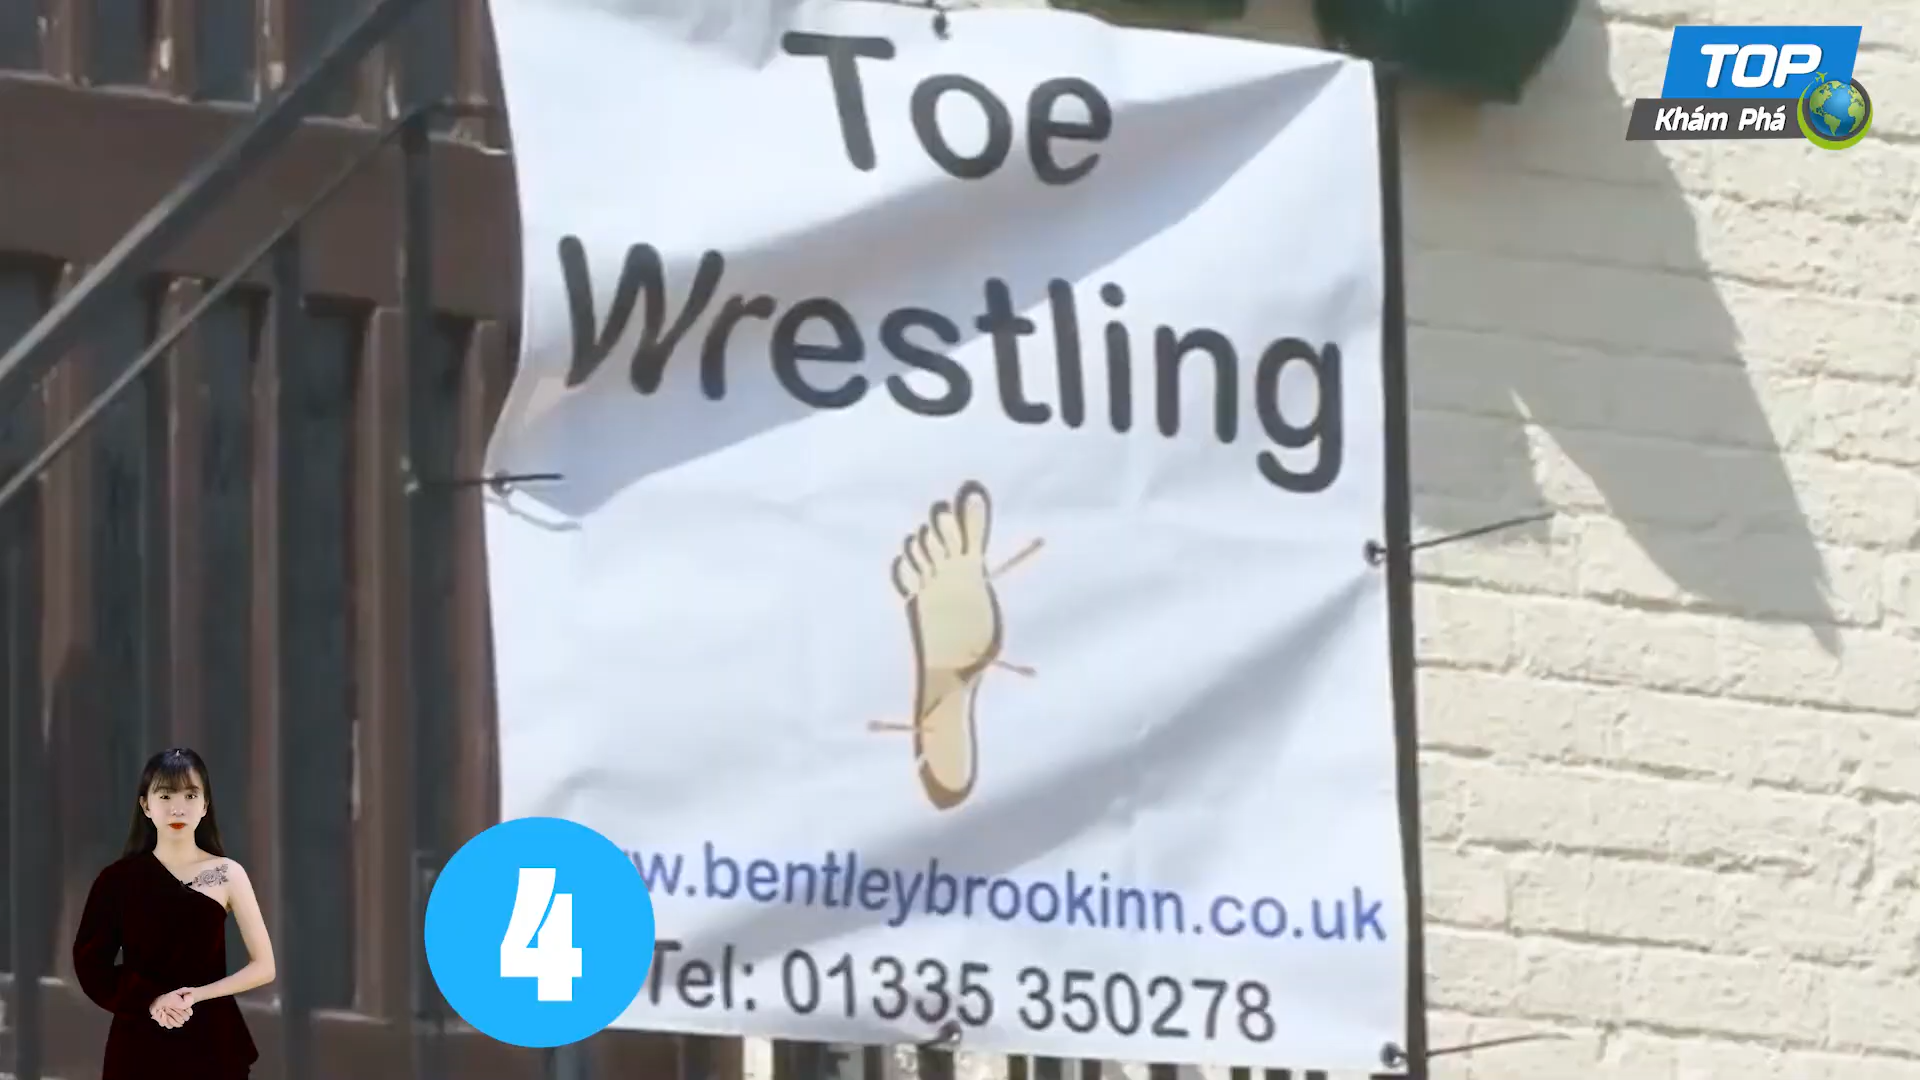 TOP
Khám Phá
Toe
Wrestling
w.bentleybrookinn.co.uk
4
Tel: 01335 350278